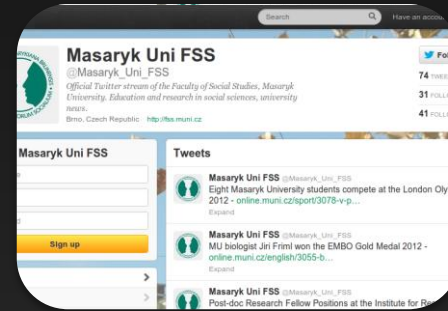 Search
Have an account
Masaryk Uni FSS
@Masaryk_Uni_FSS
Official Twitter stream of the Faculty of Social Studies, Masaryk
University. Education and research in social sciences, university
news.
Brno, Czech Republic http://fss.muni.cz
Fol
74 TWEE
31 FOLL
41 FOLL
Masaryk Uni FSS
Sign up
Tweets
Masaryk Uni FSS @Masaryk_Uni_FSS
Eight Masaryk University students compete at the London Oly
2012 - online.muni.cz/sport/3078-v-p...
Expand
Masaryk Uni FSS @Masaryk_Uni_FSS
MU biologist Jiri Friml won the EMBO Gold Medal 2012 -
online.muni.cz/english/3055-b...
Expand
Masaryk Uni FSS @Masaryk_Uni_FSS
Post-doc Research Fellow Positions at the Institute for